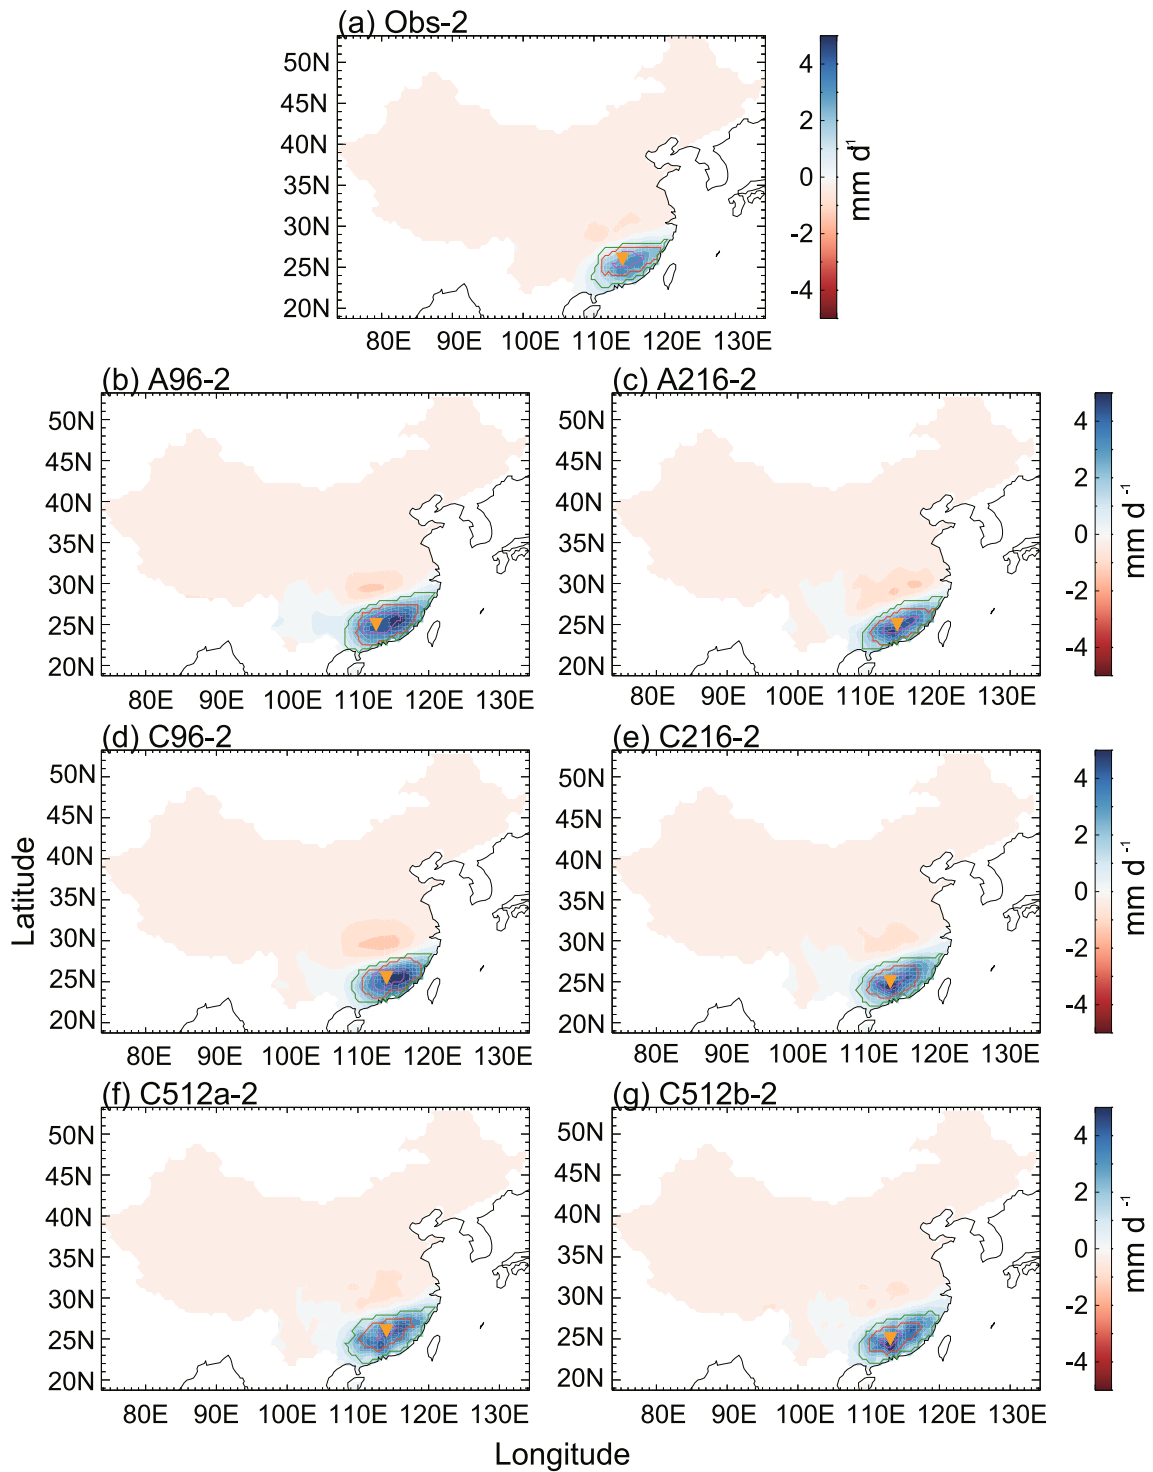 (a) Obs-2
50N
45N
40N
35N
30N
25N
20N
80E 90E 100E 110E 120E 130E
4
2
0
-2
-4
mm d¹
(b) A96-2
50N
45N
40N
35N
30N
25N
20N
80E 90E 100E 110E 120E 130E
(c) A216-2
50N
45N
40N
35N
30N
25N
20N
80E 90E 100E 110E 120E 130E
4
2
0
-2
-4
mm d ⁻¹
(d) C96-2
50N
45N
40N
35N
30N
25N
20N
80E 90E 100E 110E 120E 130E
(e) C216-2
50N
45N
40N
35N
30N
25N
20N
80E 90E 100E 110E 120E 130E
4
2
0
-2
-4
mm d ⁻¹
Latitude
(f) C512a-2
50N
45N
40N
35N
30N
25N
20N
80E 90E 100E 110E 120E 130E
(g) C512b-2
50N
45N
40N
35N
30N
25N
20N
80E 90E 100E 110E 120E 130E
4
2
0
-2
-4
mm d ⁻¹
Longitude